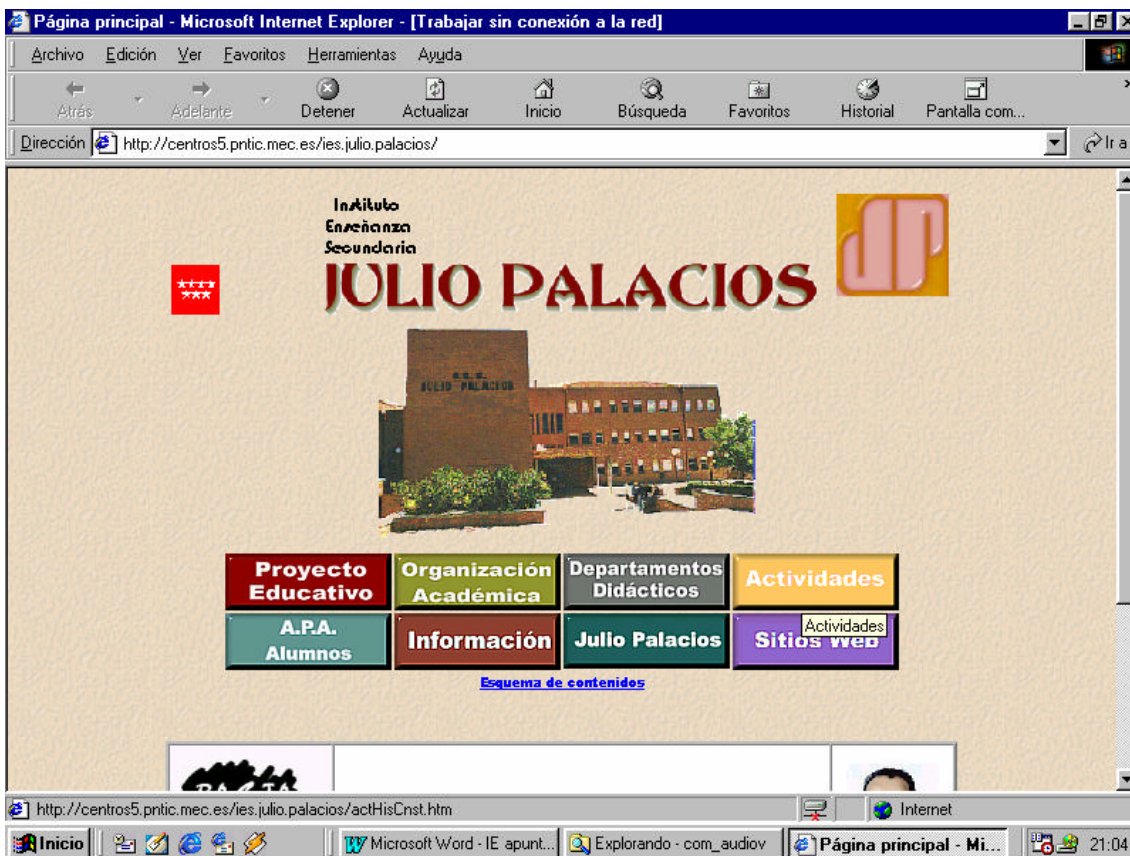 Página principal - Microsoft Internet Explorer - [Trabajar sin conexión a la red]
Archivo Edición Ver Favoritos Herramientas Ayuda
Atrás Adelante Detener Actualizar Inicio Búsqueda Favoritos Historial Pantalla com...
Dirección http://centros5.pntic.mec.es/ies.julio.palacios/ Ir a
Instituto
Enseñanza
Secundaria
JULIO PALACIOS
JP
JULIO PALACIOS
Proyecto Educativo
Organización Académica
Departamentos Didácticos
Actividades
Actividades
A.P.A. Alumnos
Información
Julio Palacios
Sitios Web
Esquema de contenidos
http://centros5.pntic.mec.es/ies.julio.palacios/actHisCnst.htm Internet
Inicio Microsoft Word - IE apunt... Explorando - com_audiov Página principal - Mi... 21:04